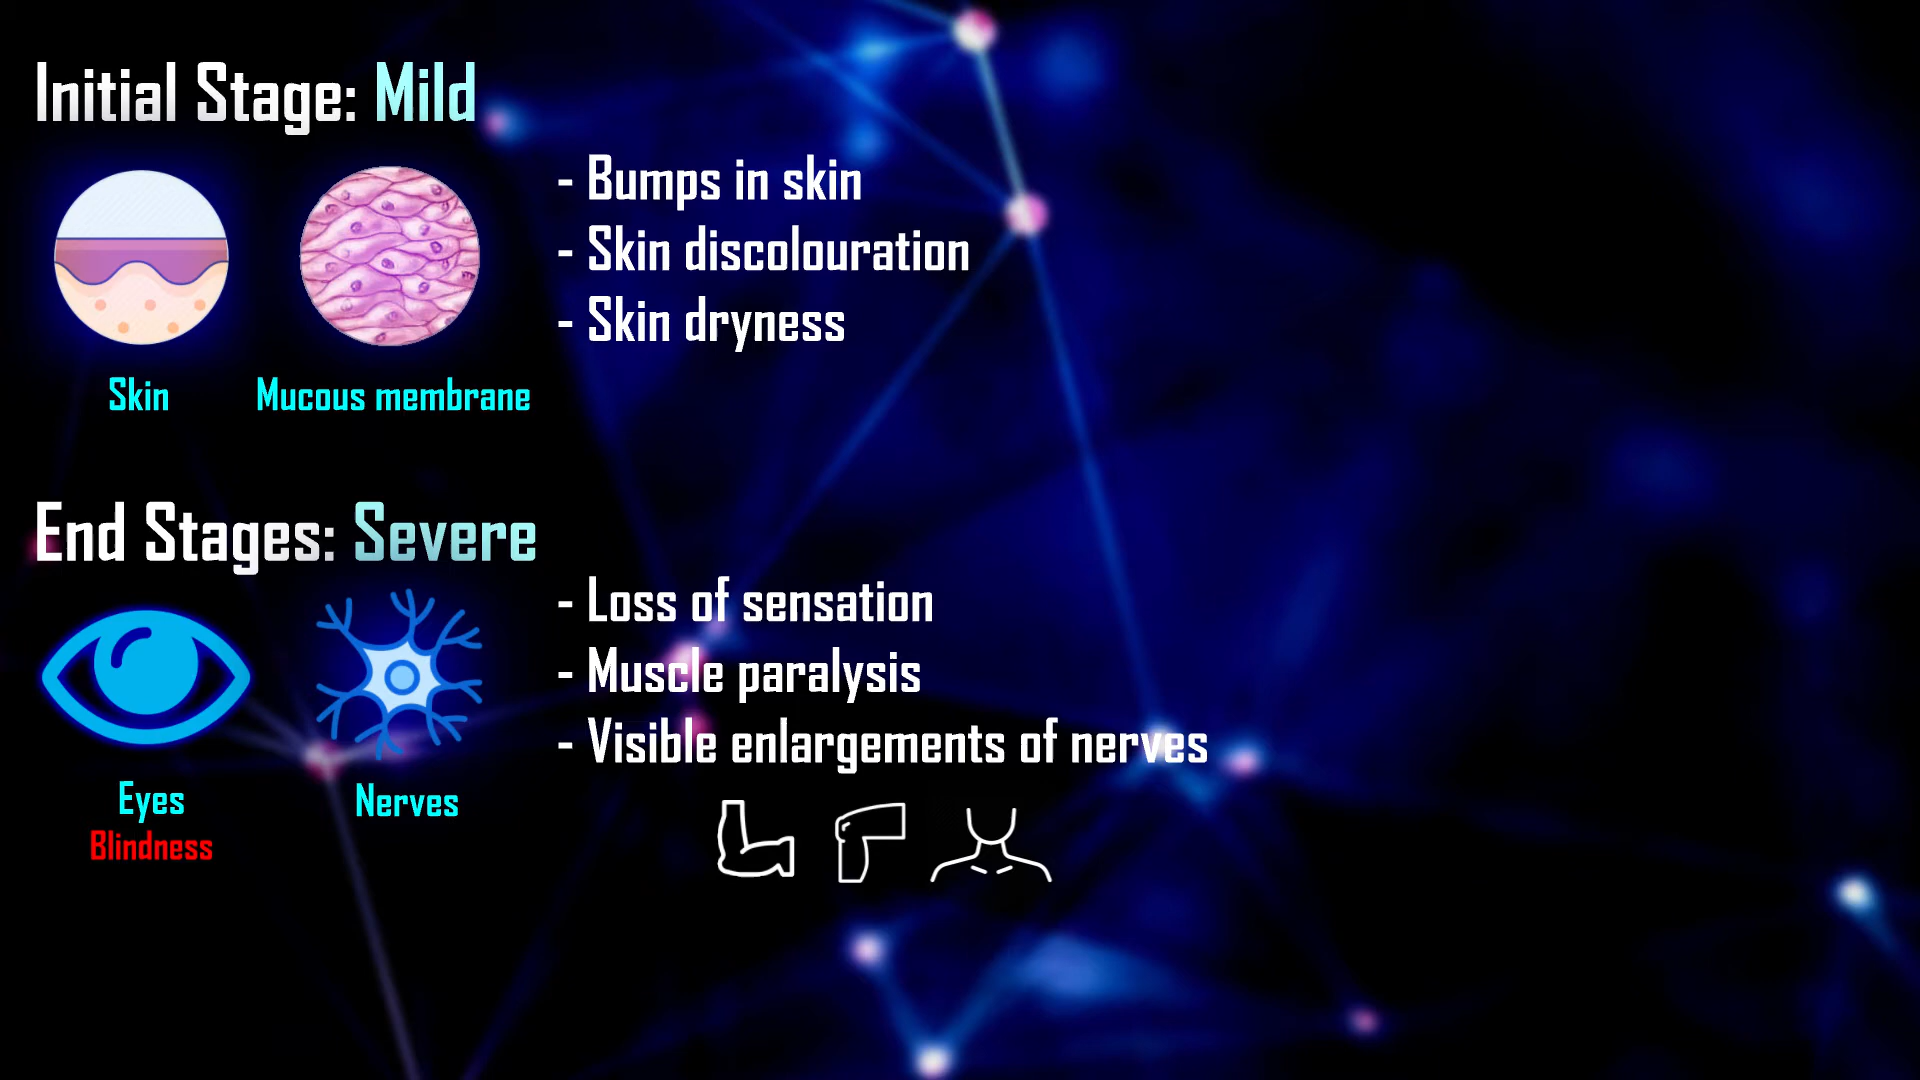 Initial Stage: Mild
- Bumps in skin
- Skin discolouration
- Skin dryness
Skin
Mucous membrane
End Stages: Severe
- Loss of sensation
- Muscle paralysis
- Visible enlargements of nerves
Eyes
Blindness
Nerves